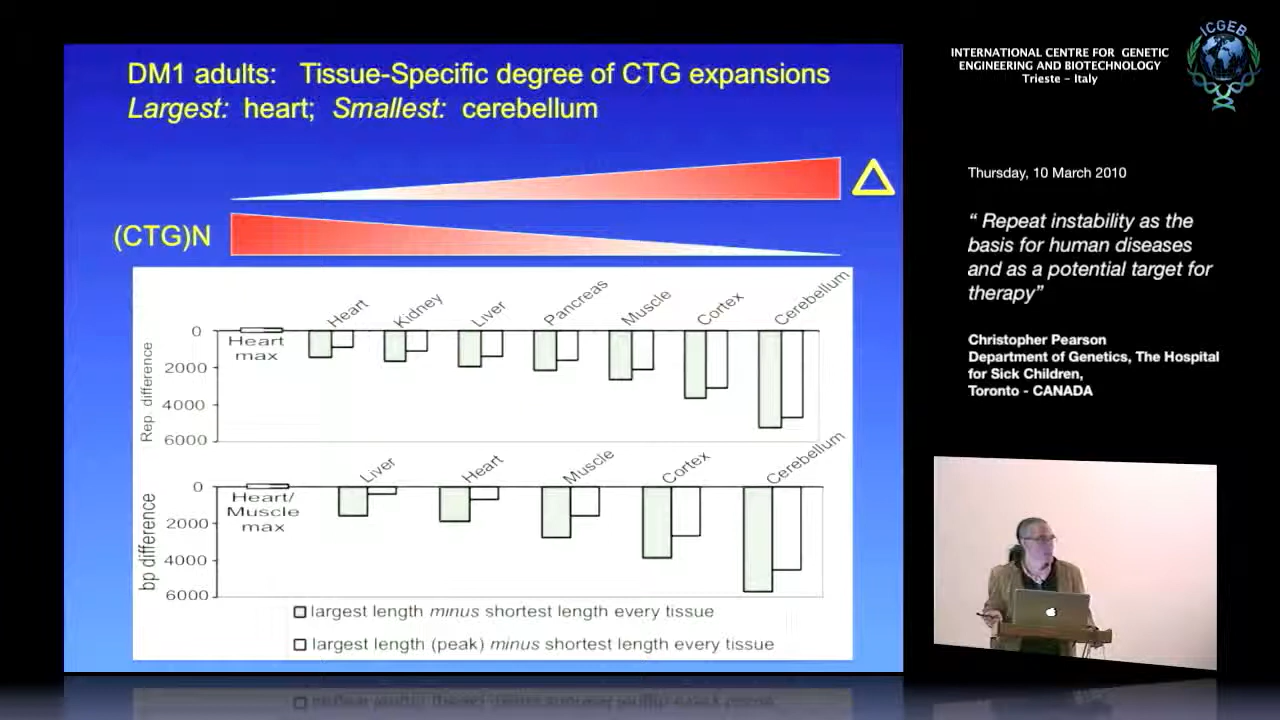 DM1 adults: Tissue-Specific degree of CTG expansions
Largest: heart; Smallest: cerebellum
Δ
(CTG)N
Heart Kidney Liver Pancreas Muscle Cortex Cerebellum
Rep. difference
0
2000
4000
6000
Heart
max
Liver Heart Muscle Cortex Cerebellum
bp difference
0
2000
4000
6000
Heart/
Muscle
max
largest length minus shortest length every tissue
largest length (peak) minus shortest length every tissue
INTERNATIONAL CENTRE FOR GENETIC
ENGINEERING AND BIOTECHNOLOGY
Trieste - Italy
ICGEB
Thursday, 10 March 2010
“ Repeat instability as the
basis for human diseases
and as a potential target for
therapy”
Christopher Pearson
Department of Genetics, The Hospital
for Sick Children,
Toronto - CANADA